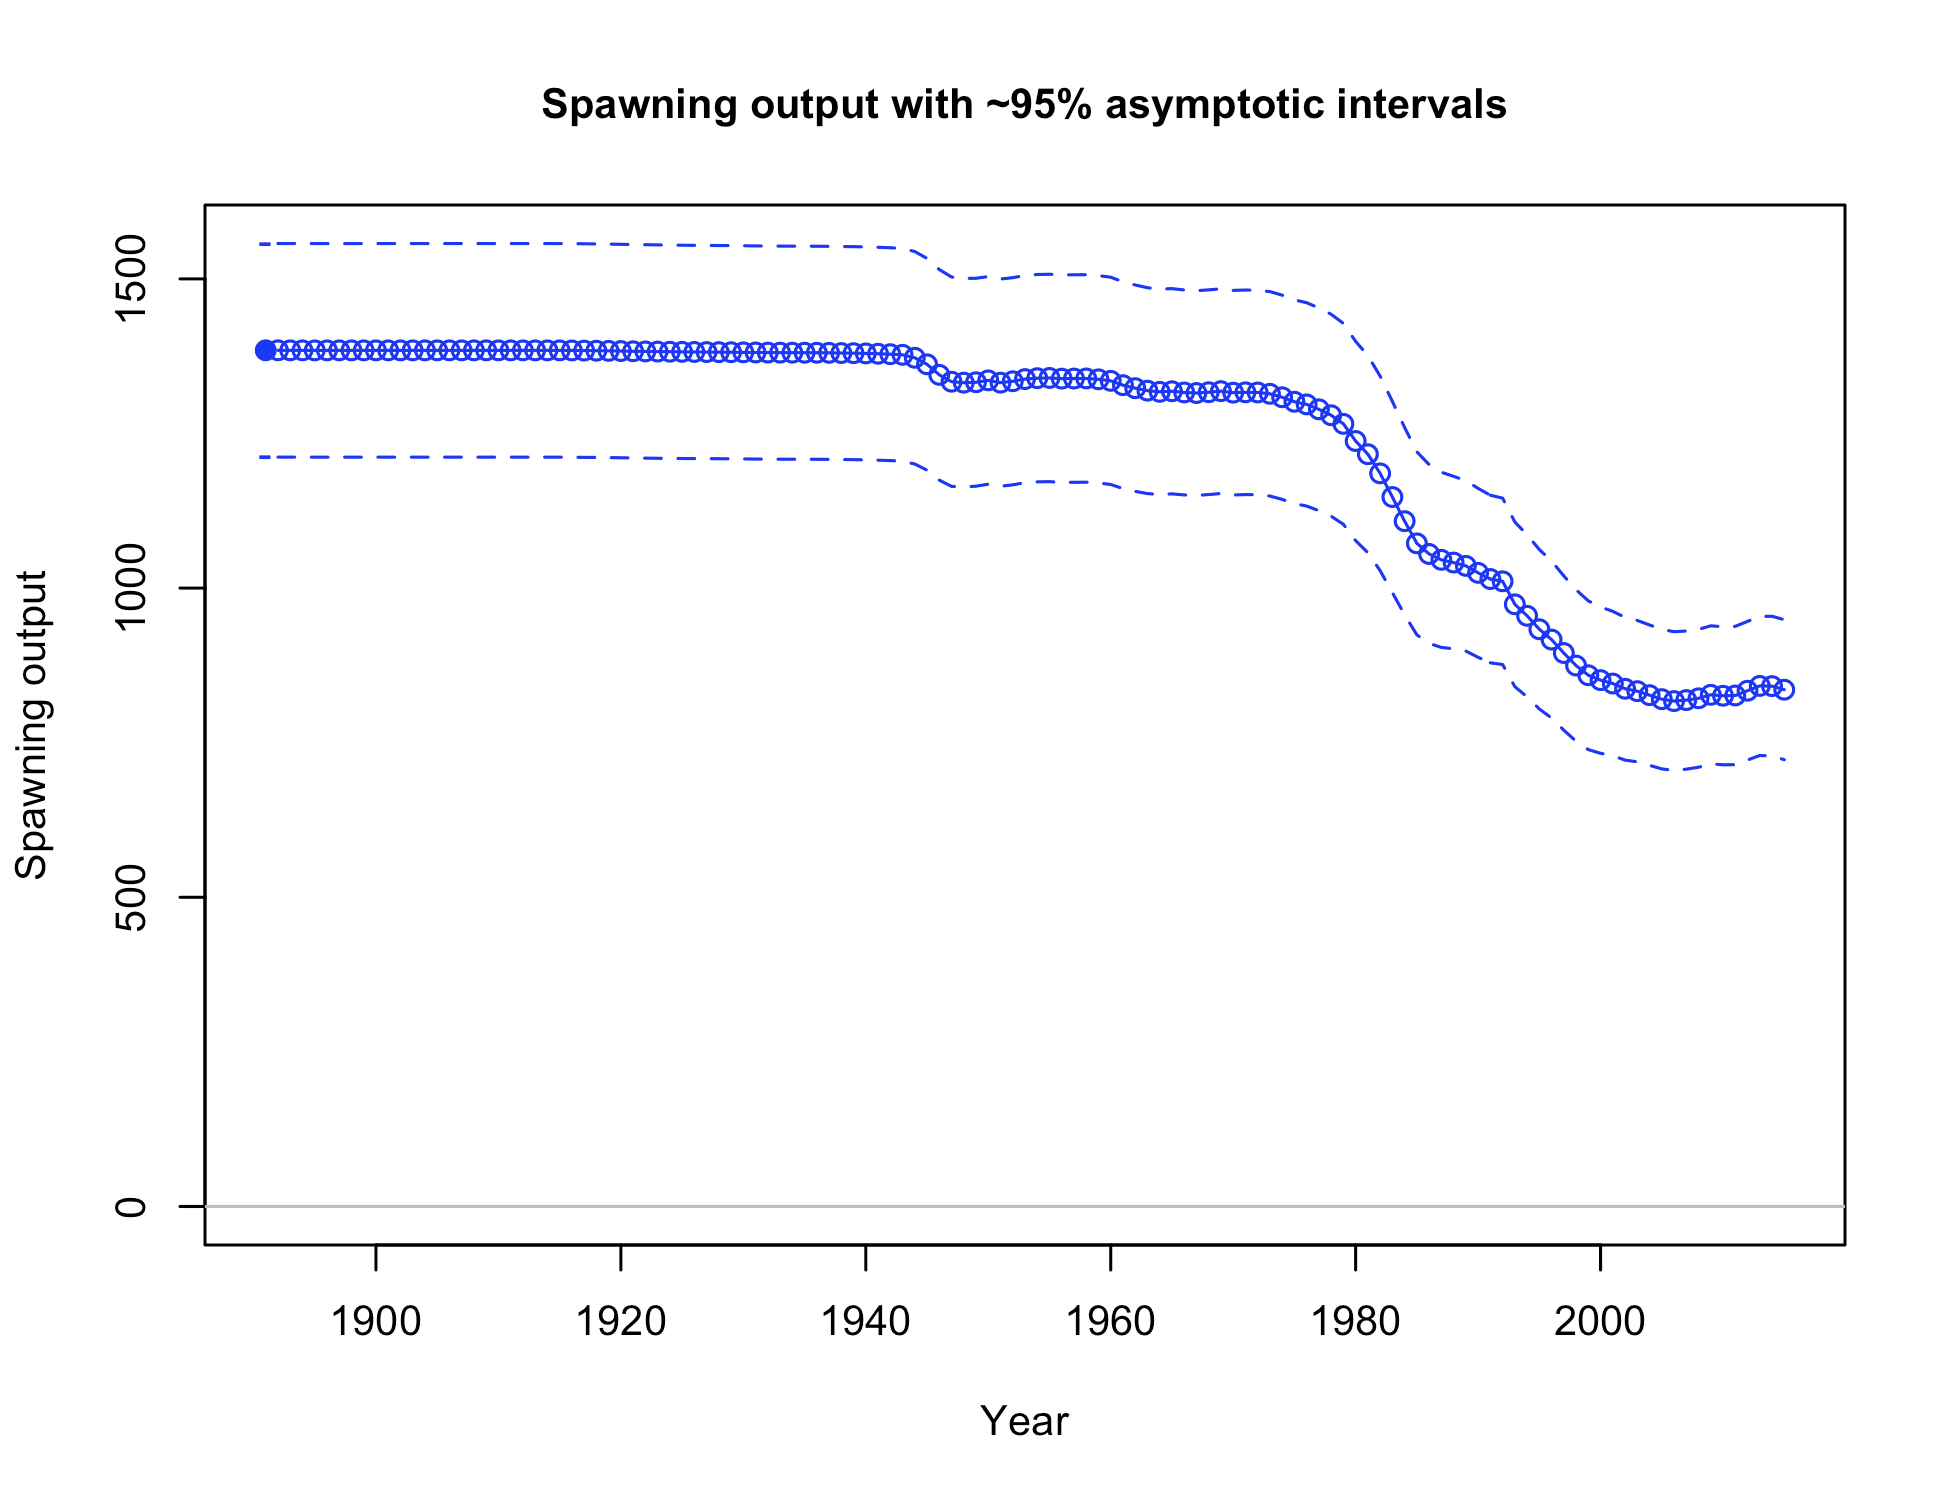 Spawning output with ~95% asymptotic intervals
Spawning output
1500
1000
500
0
1900 1920 1940 1960 1980 2000
Year